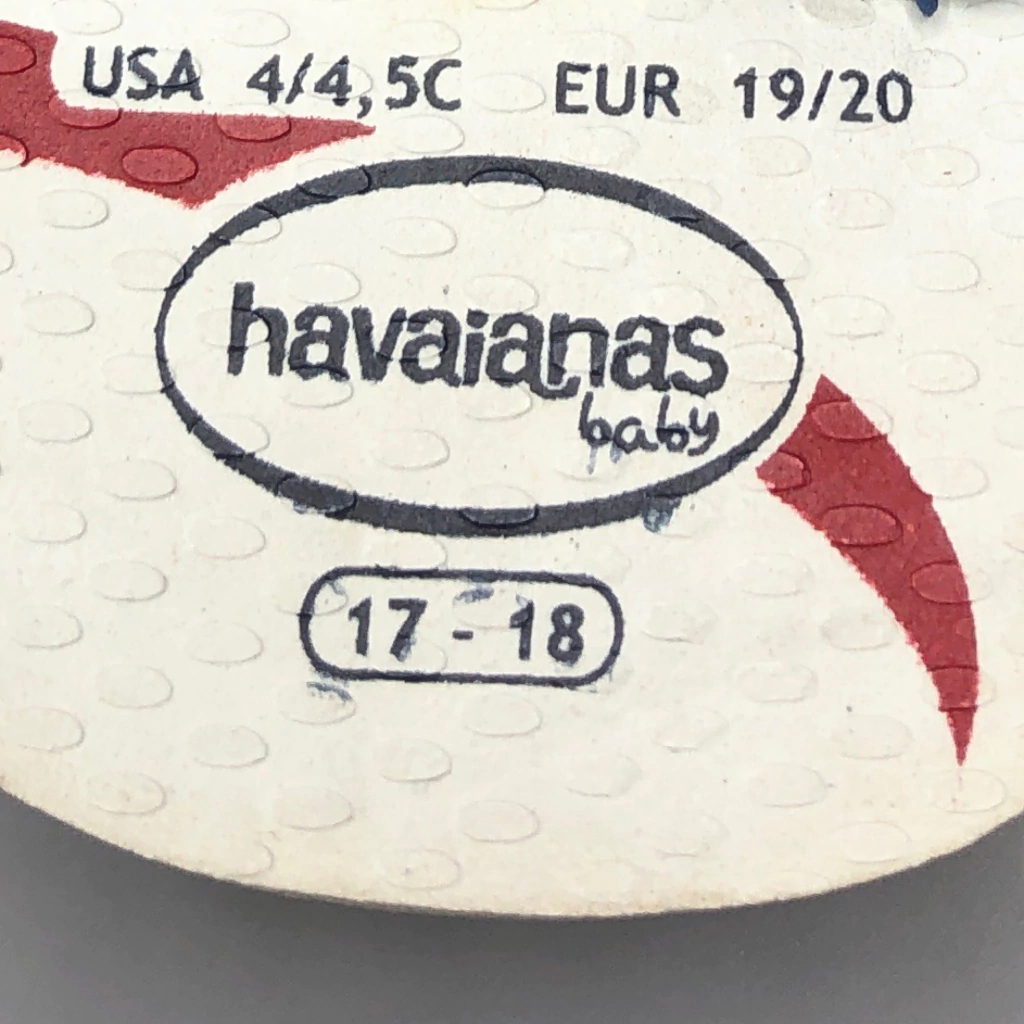 USA 4/4,5C EUR 19/20
havaianas
baby
17 - 18